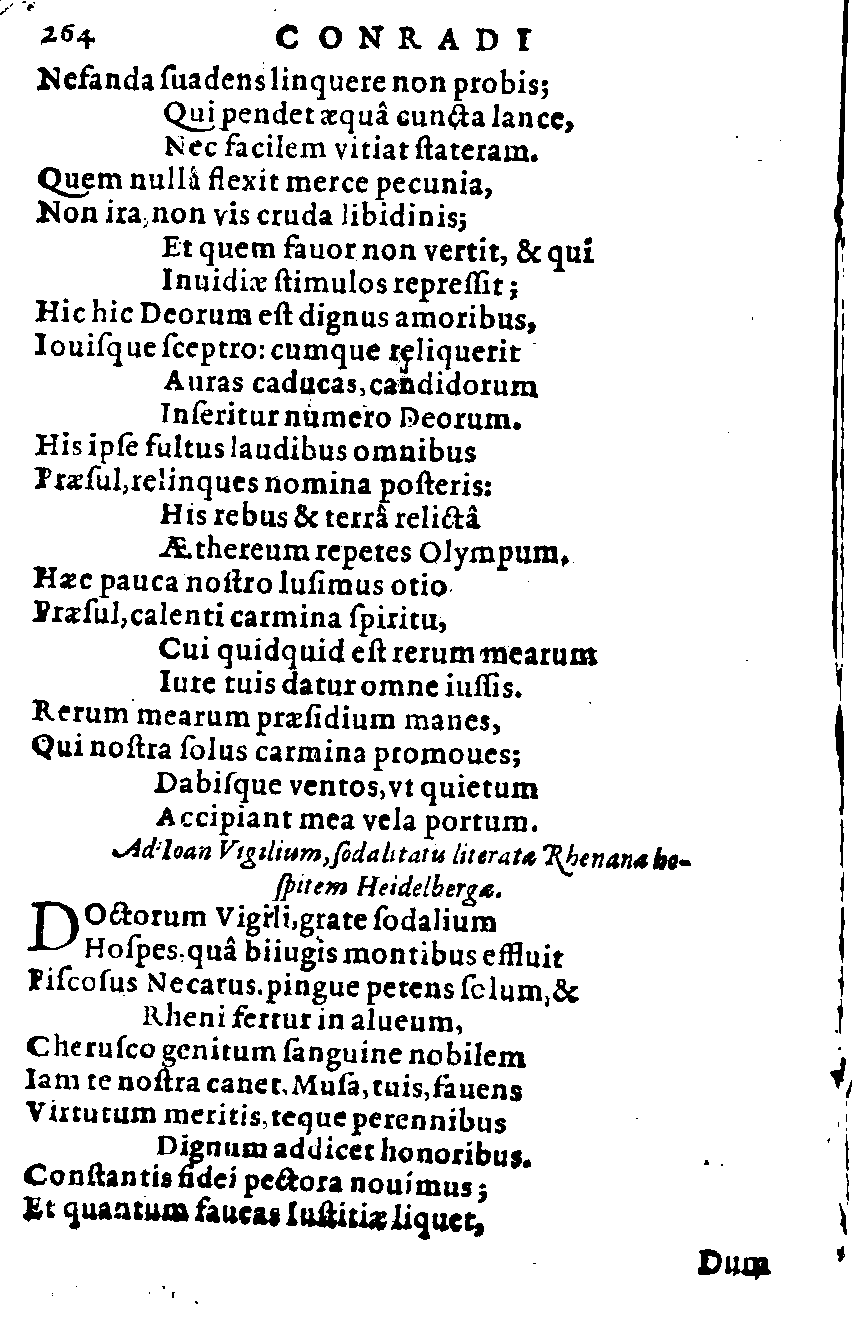 264 CONRADI
Nefanda ſuadens linquere non probis;
Qui pendet æquâ cuncta lance,
Nec facilem vitiat ſtateram.
Quem nullâ flexit merce pecunia,
Non ira, non vis cruda libidinis;
Et quem fauor non vertit, & qui
Inuidiæ ſtimulos repreſſit;
Hic hic Deorum eſt dignus amoribus,
Iouiſque ſceptro: cumque reliquerit
Auras caducas, candidorum
Inſeritur numero Deorum.
His ipſe fultus laudibus omnibus
Præſul, relinques nomina poſteris:
His rebus & terrâ relictâ
Æthereum repetes Olympum.
Hæc pauca noſtro luſimus otio
Præſul, calenti carmina ſpiritu,
Cui quidquid eſt rerum mearum
Iure tuis datur omne iuſſis.
Rerum mearum præſidium manes,
Qui noſtra ſolus carmina promoues;
Dabiſque ventos, vt quietum
Accipiant mea vela portum.
Ad Ioan Vigilium, ſodalitatis literatæ Rhenanæ ho-
ſpitem Heidelbergæ.
DOctorum Vigili, grate ſodalium
Hoſpes, quâ biiugis montibus effluit
Piſcoſus Necarus, pingue petens ſolum, &
Rheni fertur in alueum,
Cheruſco genitum ſanguine nobilem
Iam te noſtra canet, Muſa, tuis, fauens
Virtutum meritis, teque perennibus
Dignum addicet honoribus.
Conſtantis fidei pectora nouimus;
Et quantum faucas Iuſtitiæ liquet,
Dum